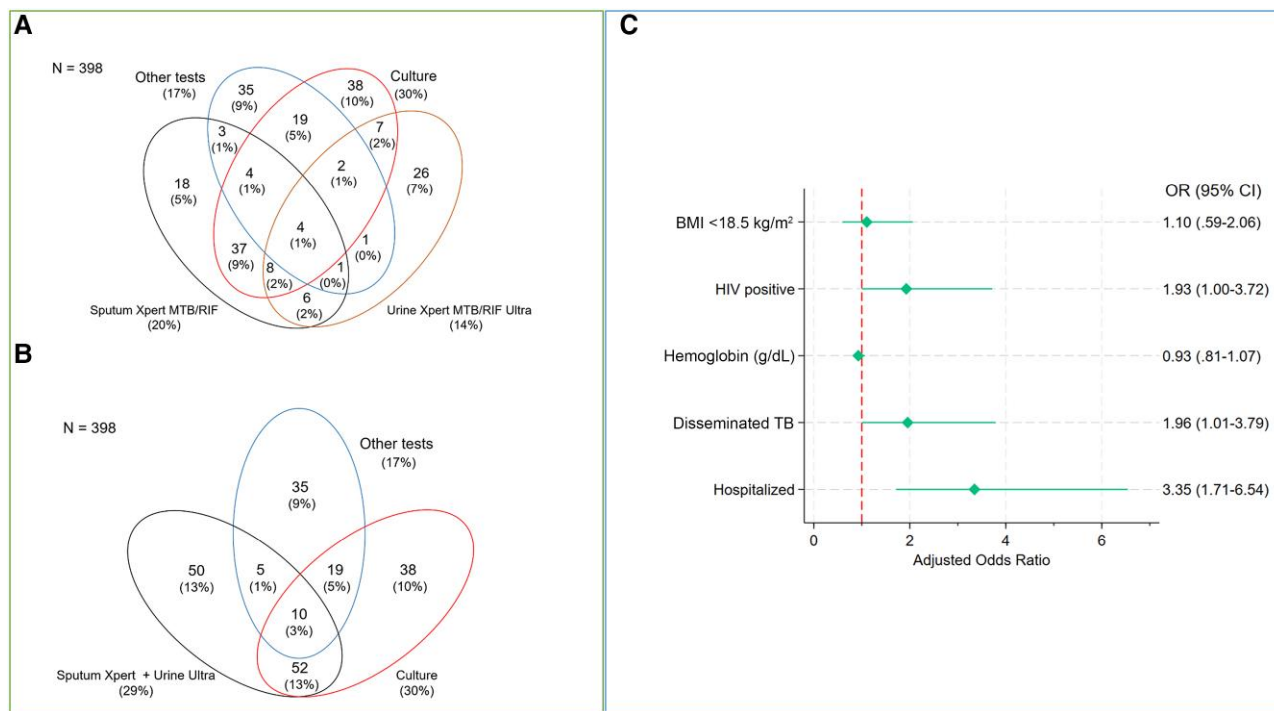 A
N = 398
Other tests
(17%)
Culture
(30%)
35
(9%)
38
(10%)
19
(5%)
3
(1%)
7
(2%)
18
(5%)
4
(1%)
2
(1%)
26
(7%)
4
(1%)
37
(9%)
8
(2%)
1
(0%)
1
(0%)
6
(2%)
Sputum Xpert MTB/RIF
(20%)
Urine Xpert MTB/RIF Ultra
(14%)
B
N = 398
Other tests
(17%)
35
(9%)
50
(13%)
5
(1%)
19
(5%)
38
(10%)
10
(3%)
52
(13%)
Sputum Xpert + Urine Ultra
(29%)
Culture
(30%)
C
OR (95% CI)
BMI <18.5 kg/m² 1.10 (.59-2.06)
HIV positive 1.93 (1.00-3.72)
Hemoglobin (g/dL) 0.93 (.81-1.07)
Disseminated TB 1.96 (1.01-3.79)
Hospitalized 3.35 (1.71-6.54)
0 2 4 6
Adjusted Odds Ratio